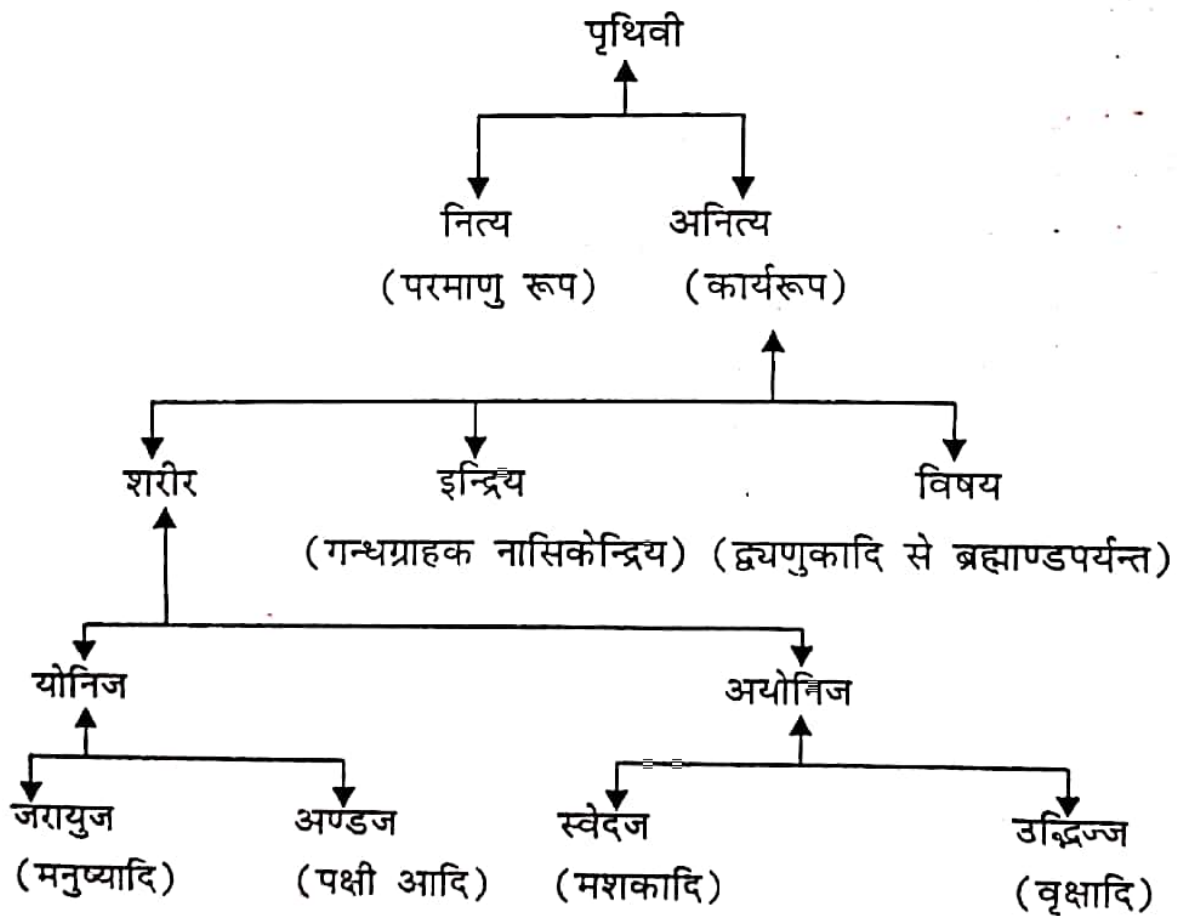 पृथिवी
नित्य अनित्य
(परमाणु रूप) (कार्यरूप)
शरीर इन्द्रिय विषय
(गन्धग्राहक नासिकेन्द्रिय) (द्व्यणुकादि से ब्रह्माण्डपर्यन्त)
योनिज अयोनिज
जरायुज अण्डज स्वेदज उद्भिज्ज
(मनुष्यादि) (पक्षी आदि) (मशकादि) (वृक्षादि)